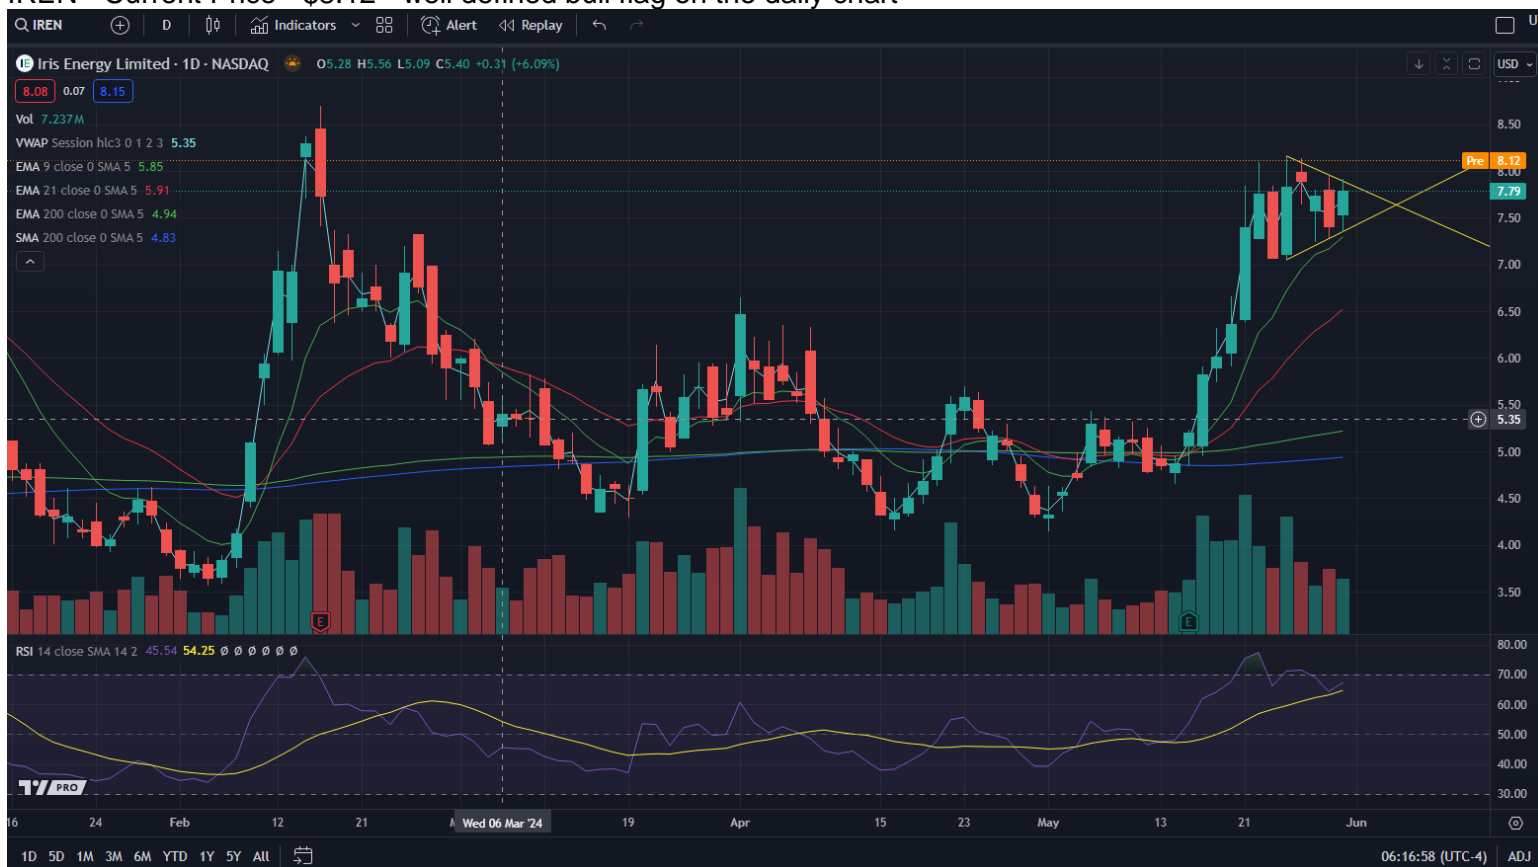 IREN - Current Price - $8.12 - well defined bull flag on the daily chart
IREN D Indicators Alert Replay U
Iris Energy Limited · 1D · NASDAQ O5.28 H5.56 L5.09 C5.40 +0.31 (+6.09%) USD
8.08 0.07 8.15
Vol 7.237M
VWAP Session hlc3 0 1 2 3 5.35
EMA 9 close 0 SMA 5 5.85
EMA 21 close 0 SMA 5 5.91
EMA 200 close 0 SMA 5 4.94
SMA 200 close 0 SMA 5 4.83
8.50
Pre 8.12
8.00
7.79
7.50
7.00
6.50
6.00
5.50
5.35
5.00
4.50
4.00
3.50
E E
RSI 14 close SMA 14 2 45.54 54.25 ø ø ø ø ø ø
80.00
70.00
60.00
50.00
40.00
30.00
TV PRO
16 24 Feb 12 21 Wed 06 Mar '24 19 Apr 15 23 May 13 21 Jun
1D 5D 1M 3M 6M YTD 1Y 5Y All 06:16:58 (UTC-4) ADJ